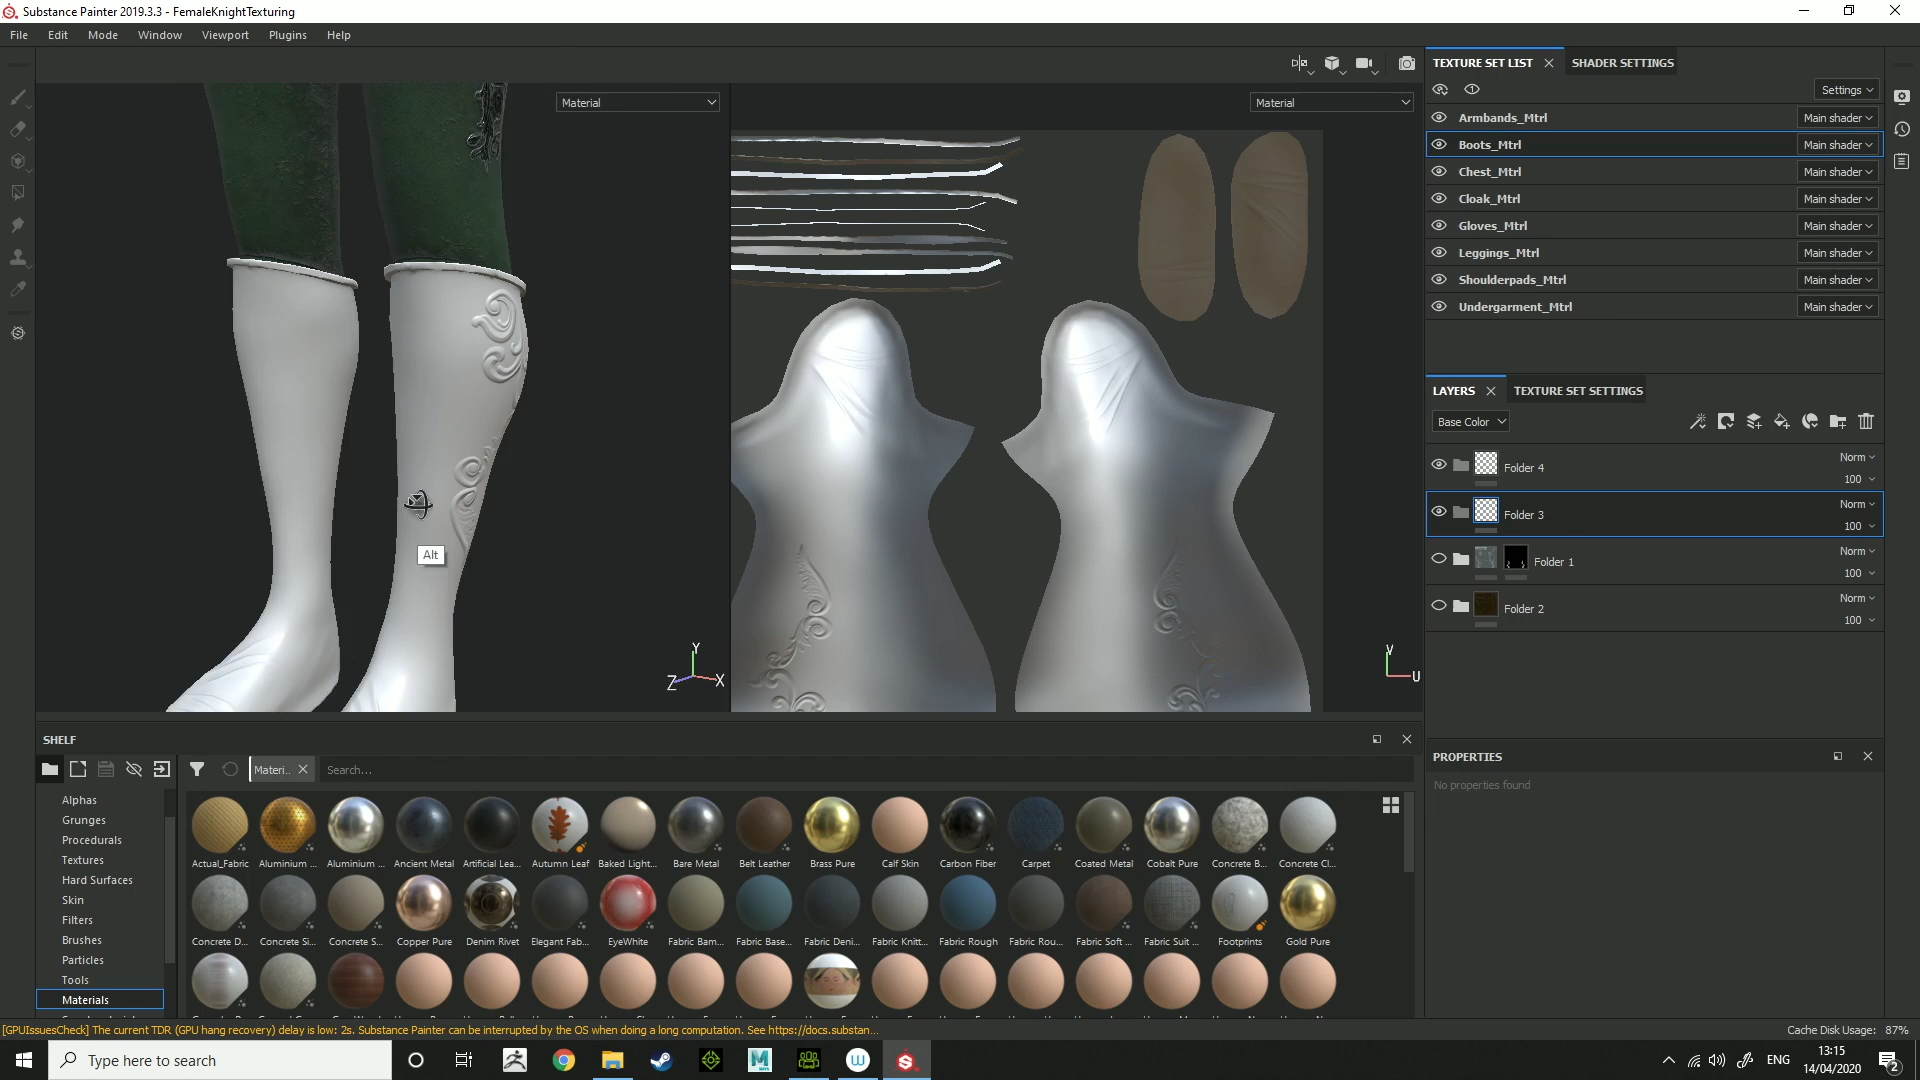 Substance Painter 2019.3.3 - FemaleKnightTexturing
File Edit Mode Window Viewport Plugins Help
Material
Material
Alt
Y
Z
X
V
U
TEXTURE SET LIST
SHADER SETTINGS
Settings
Armbands_Mtrl Main shader
Boots_Mtrl Main shader
Chest_Mtrl Main shader
Cloak_Mtrl Main shader
Gloves_Mtrl Main shader
Leggings_Mtrl Main shader
Shoulderpads_Mtrl Main shader
Undergarment_Mtrl Main shader
LAYERS
TEXTURE SET SETTINGS
Base Color
Folder 4 Norm 100
Folder 3 Norm 100
Folder 1 Norm 100
Folder 2 Norm 100
PROPERTIES
No properties found
SHELF
Materi..
Search...
Alphas
Grunges
Procedurals
Textures
Hard Surfaces
Skin
Filters
Brushes
Particles
Tools
Materials
Actual_Fabric Aluminium ... Aluminium ... Ancient Metal Artificial Lea... Autumn Leaf Baked Light... Bare Metal Belt Leather Brass Pure Calf Skin Carbon Fiber Carpet Coated Metal Cobalt Pure Concrete B... Concrete Cl...
Concrete D... Concrete Si... Concrete S... Copper Pure Denim Rivet Elegant Fab... EyeWhite Fabric Bam... Fabric Base... Fabric Deni... Fabric Knitt... Fabric Rough Fabric Rou... Fabric Soft ... Fabric Suit ... Footprints Gold Pure
[GPUIssuesCheck] The current TDR (GPU hang recovery) delay is low: 2s. Substance Painter can be interrupted by the OS when doing a long computation. See https://docs.substan...
Cache Disk Usage: 87%
Type here to search
ENG
13:15
14/04/2020
2